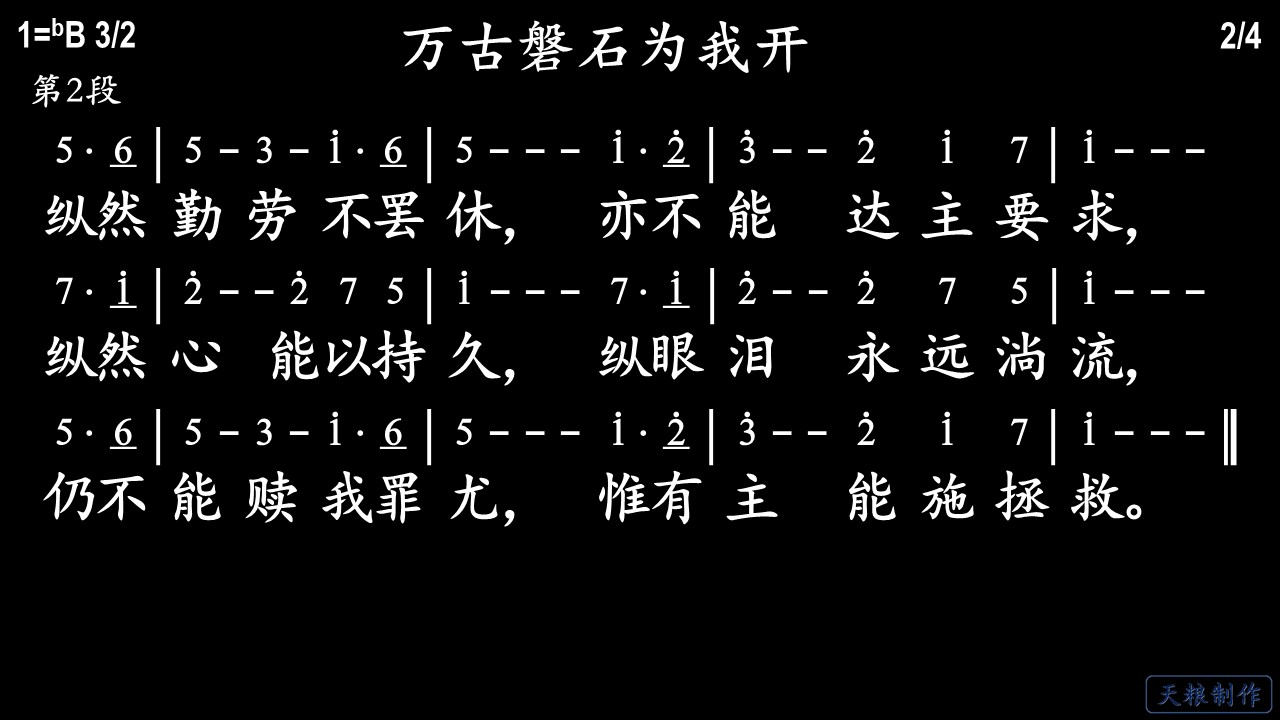 1=ᵇB 3/2 万古磐石为我开 2/4
第2段
5· 6 | 5 − 3 − i· 6 | 5 − − − i· 2̇ | 3̇ − − 2̇ i 7 | i − − −
纵然 勤 劳 不罢 休， 亦不 能 达 主 要 求，
7· i | 2̇ − − 2̇ 7 5 | i − − − 7· i | 2̇ − − 2̇ 7 5 | i − − −
纵然 心 能以持 久， 纵眼 泪 永 远 淌 流，
5· 6 | 5 − 3 − i· 6 | 5 − − − i· 2̇ | 3̇ − − 2̇ i 7 | i − − − ‖
仍不 能 赎 我罪 尤， 惟有 主 能 施 拯 救。
天粮制作